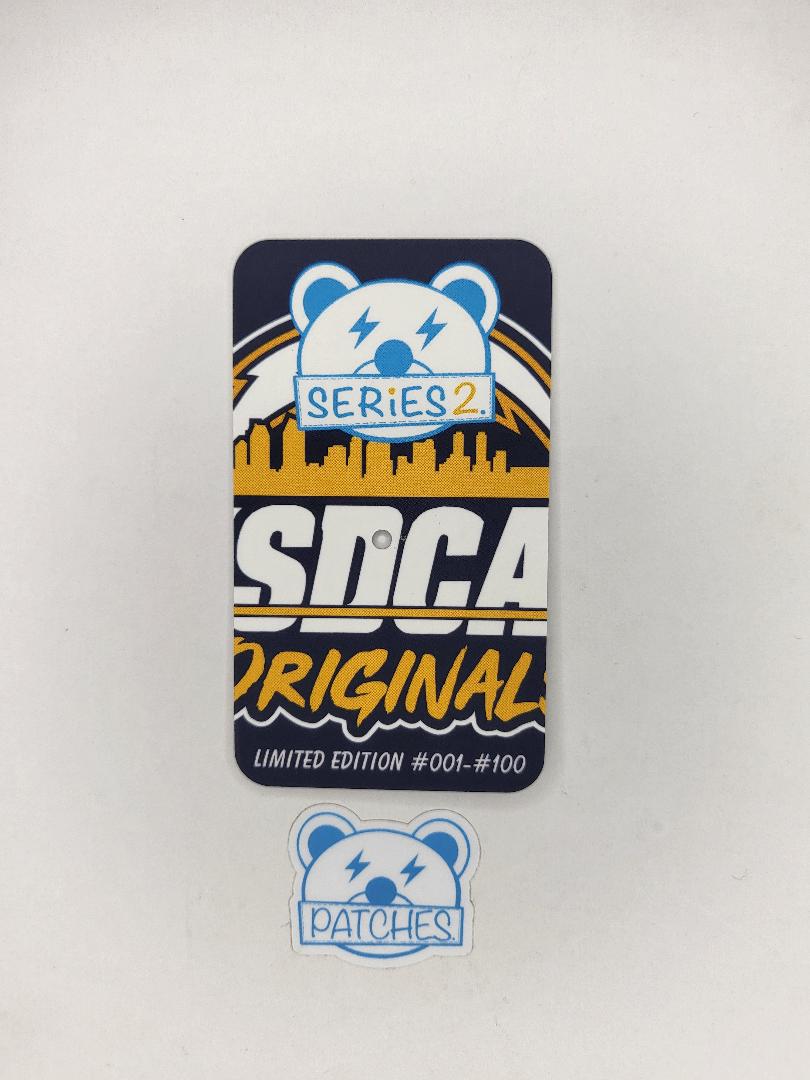 SERiES 2.
SDCA
ORIGINALS
LIMITED EDITION #001-#100
PATCHES.